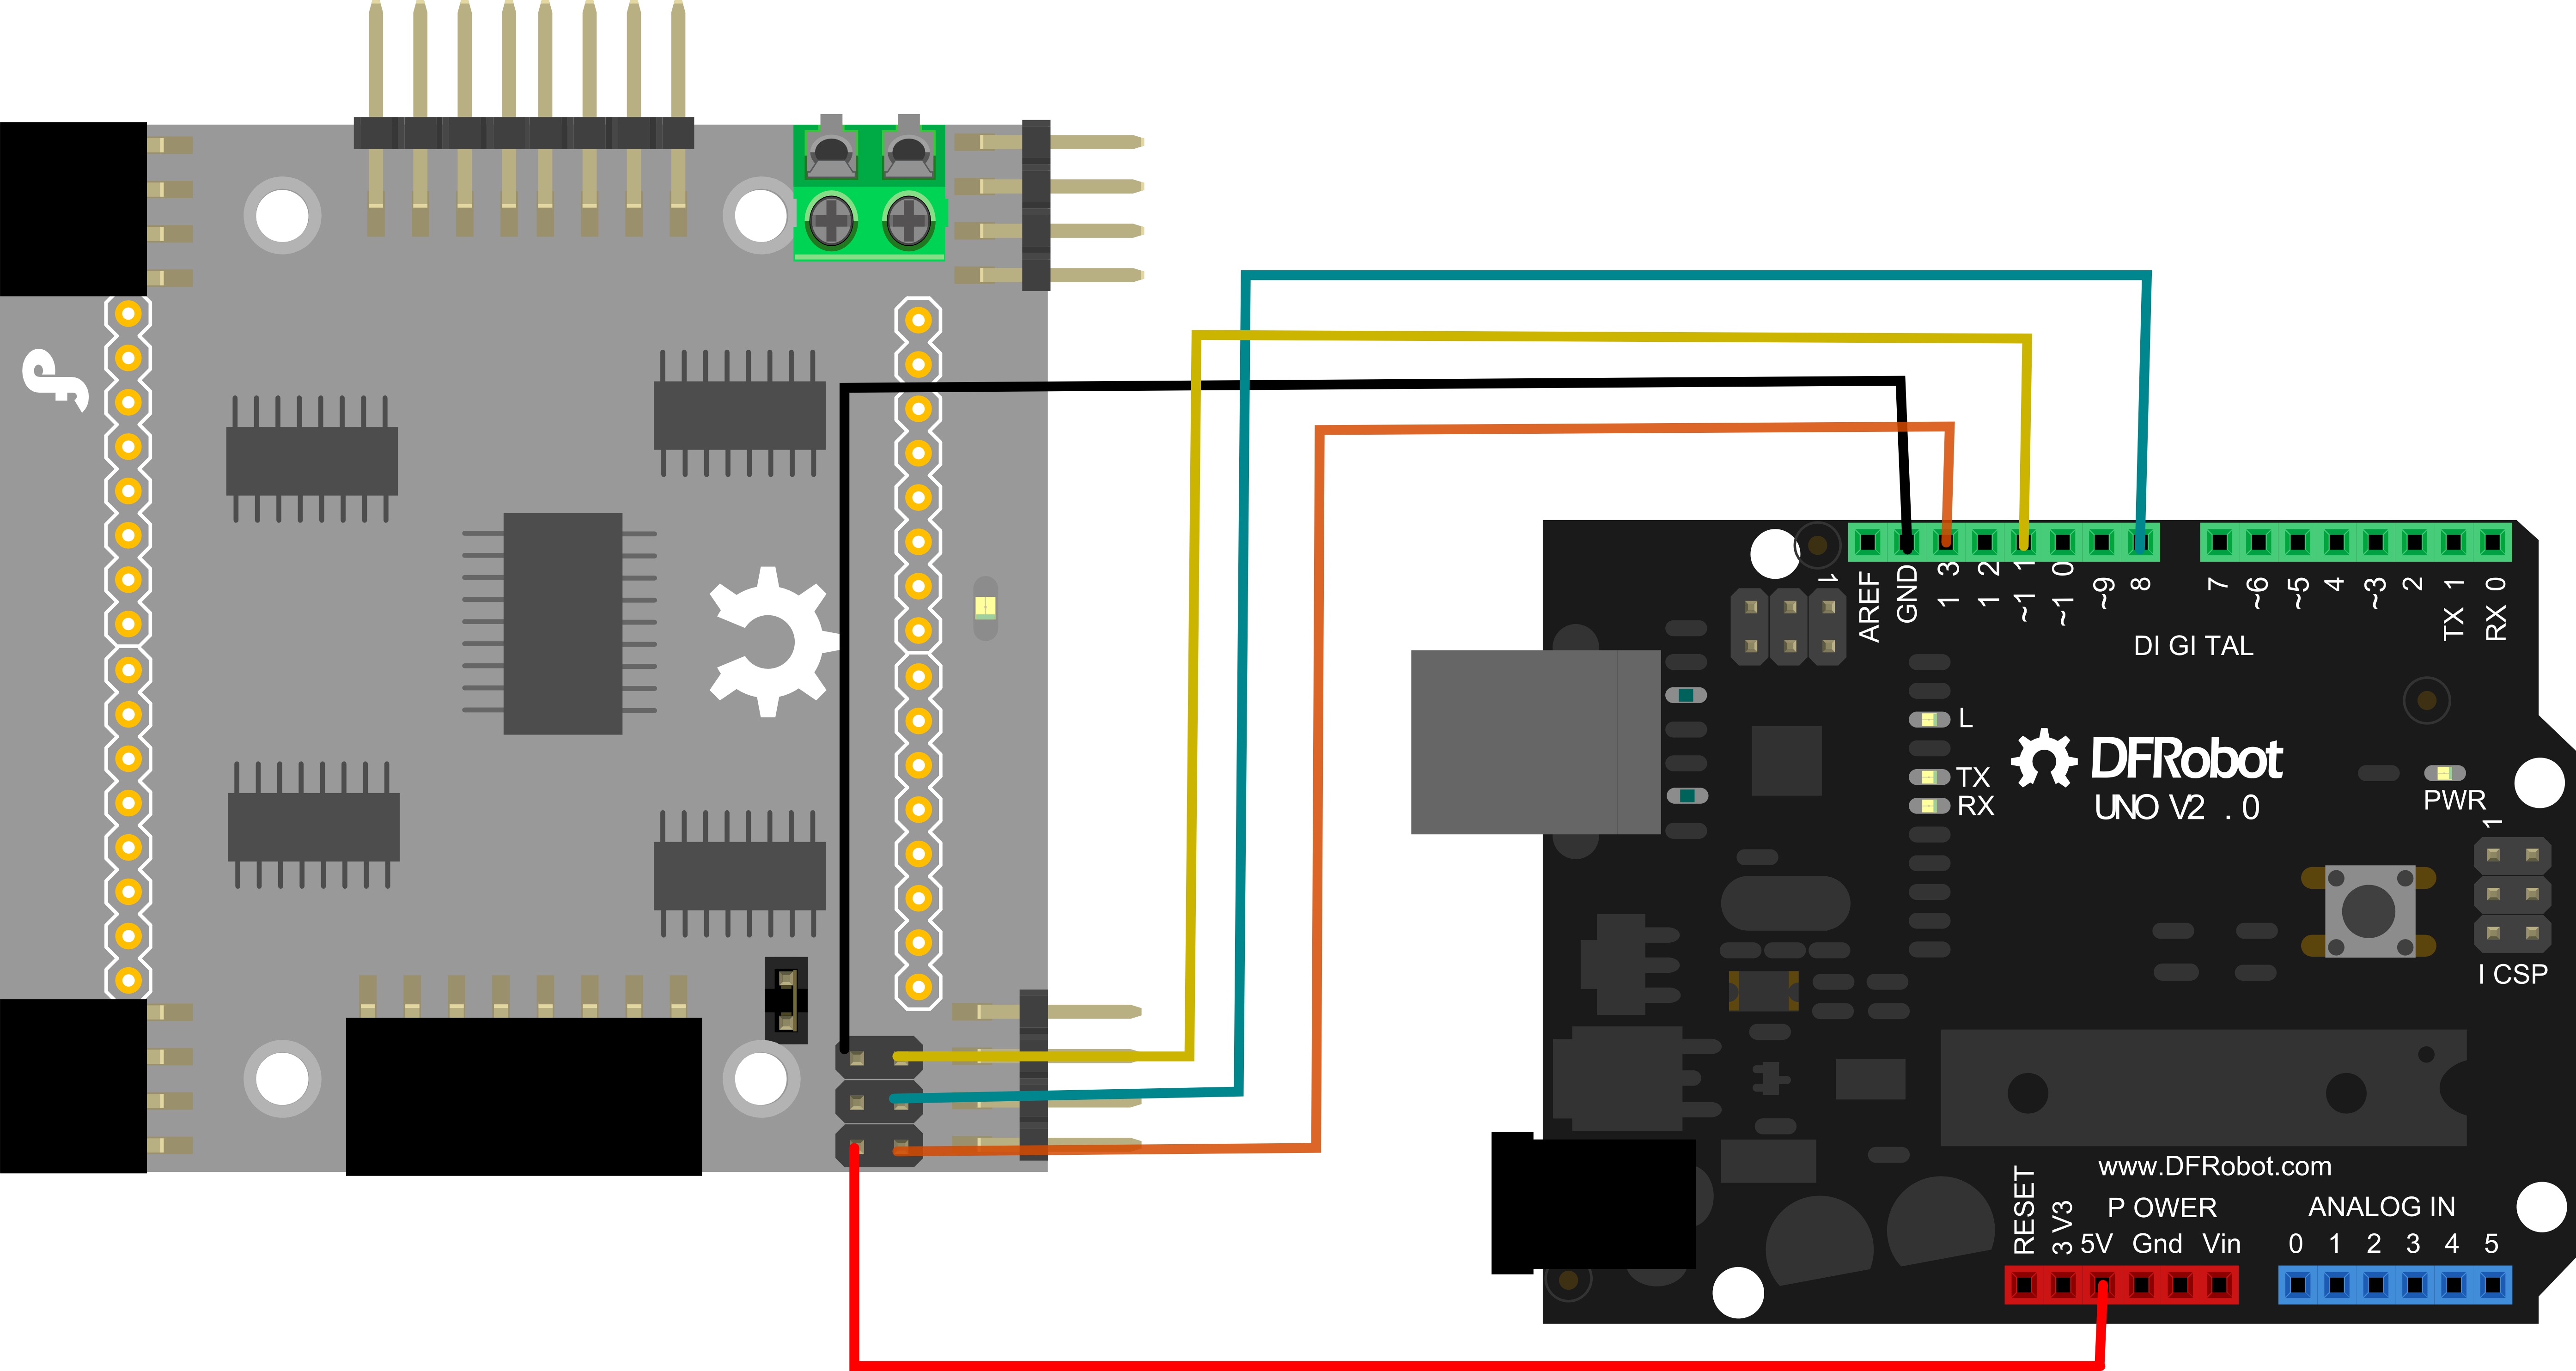 1
AREF
GND
1 3
1 2
~1 1
~1 0
~9
8
7
~6
~5
4
~3
2
TX 1
RX 0
DI GI TAL
L
TX
RX
DFRobot
UNO V2 . 0
PWR
1
I CSP
www.DFRobot.com
RESET
3 V3
P OWER
5V Gnd Vin
ANALOG IN
0 1 2 3 4 5